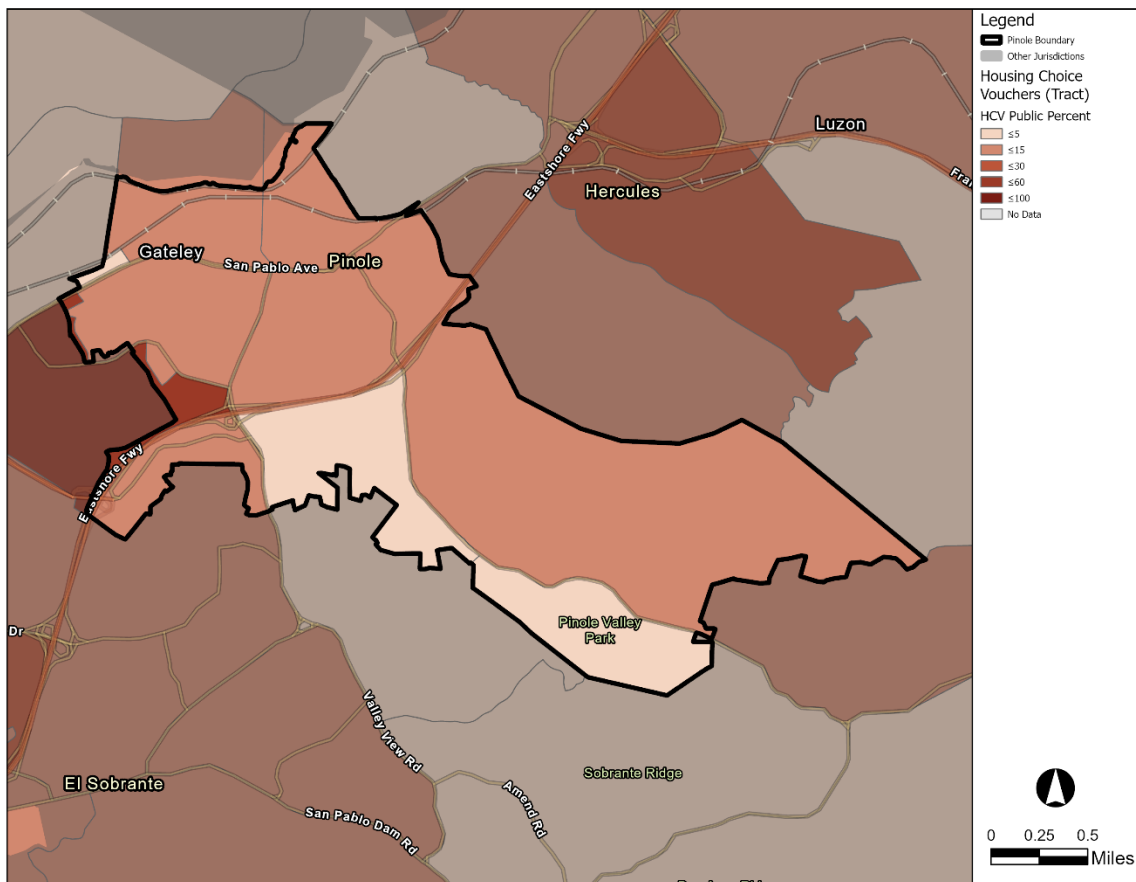 Legend
Pinole Boundary
Other Jurisdictions
Housing Choice
Vouchers (Tract)
HCV Public Percent
≤5
≤15
≤30
≤60
≤100
No Data
Luzon
Eastshore Fwy
Hercules
Gateley
San Pablo Ave
Pinole
Eastshore Fwy
Pinole Valley
Park
Dr
Valley View Rd
Sobrante Ridge
El Sobrante
Amend Rd
San Pablo Dam Rd
0 0.25 0.5
Miles